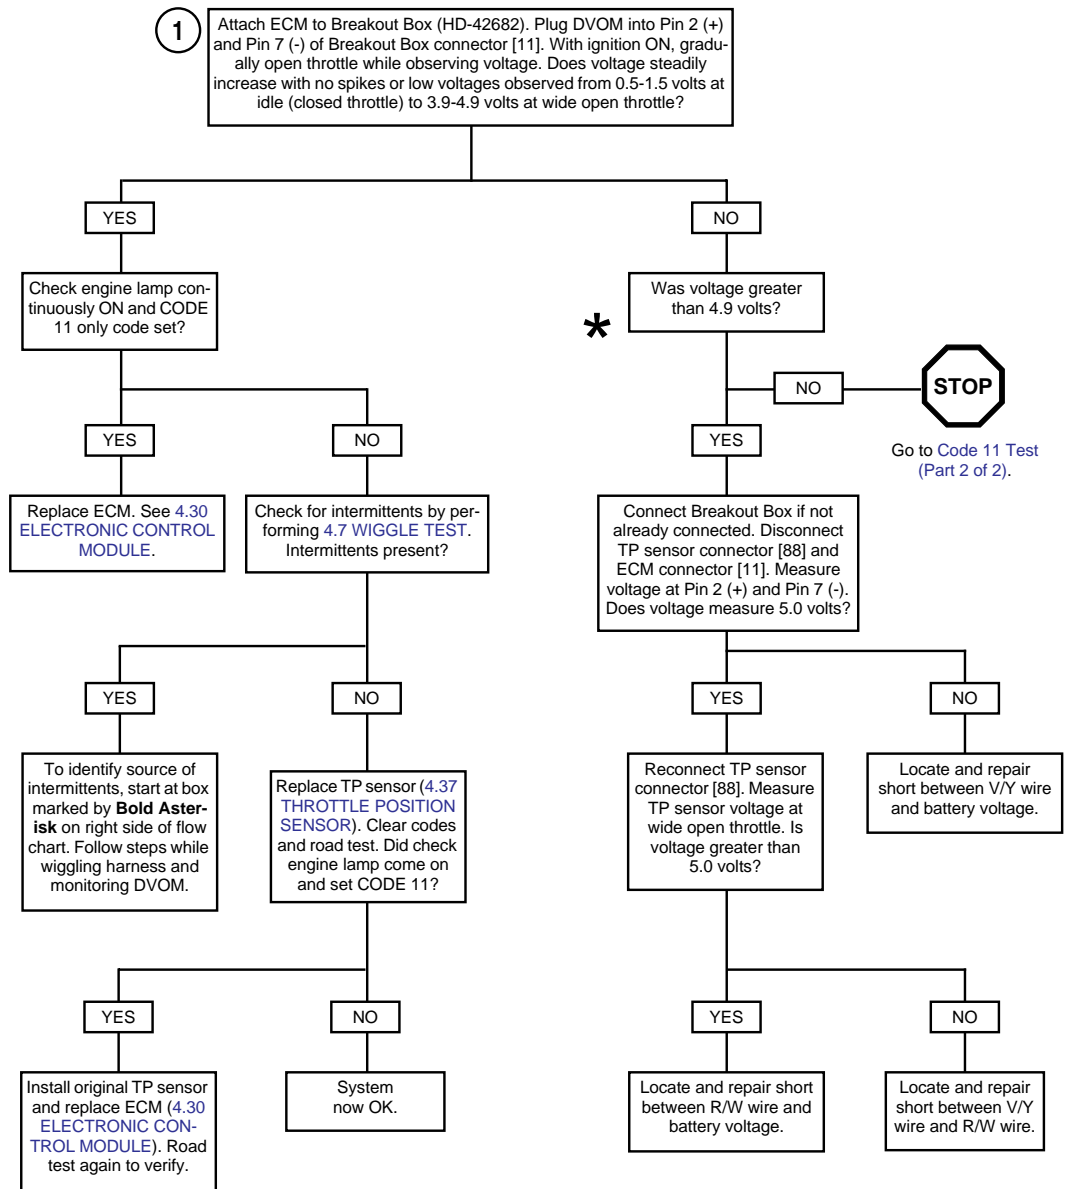 1
Attach ECM to Breakout Box (HD-42682). Plug DVOM into Pin 2 (+)
and Pin 7 (-) of Breakout Box connector [11]. With ignition ON, gradu-
ally open throttle while observing voltage. Does voltage steadily
increase with no spikes or low voltages observed from 0.5-1.5 volts at
idle (closed throttle) to 3.9-4.9 volts at wide open throttle?
YES
NO
Check engine lamp con-
tinuously ON and CODE
11 only code set?
Was voltage greater
than 4.9 volts?
*
NO
STOP
Go to Code 11 Test
(Part 2 of 2).
YES
NO
YES
Replace ECM. See 4.30
ELECTRONIC CONTROL
MODULE.
Check for intermittents by per-
forming 4.7 WIGGLE TEST.
Intermittents present?
Connect Breakout Box if not
already connected. Disconnect
TP sensor connector [88] and
ECM connector [11]. Measure
voltage at Pin 2 (+) and Pin 7 (-).
Does voltage measure 5.0 volts?
YES
NO
YES
NO
To identify source of
intermittents, start at box
marked by Bold Aster-
isk on right side of flow
chart. Follow steps while
wiggling harness and
monitoring DVOM.
Replace TP sensor (4.37
THROTTLE POSITION
SENSOR). Clear codes
and road test. Did check
engine lamp come on
and set CODE 11?
Reconnect TP sensor
connector [88]. Measure
TP sensor voltage at
wide open throttle. Is
voltage greater than
5.0 volts?
Locate and repair
short between V/Y wire
and battery voltage.
YES
NO
YES
NO
Install original TP sensor
and replace ECM (4.30
ELECTRONIC CON-
TROL MODULE). Road
test again to verify.
System
now OK.
Locate and repair short
between R/W wire and
battery voltage.
Locate and repair
short between V/Y
wire and R/W wire.